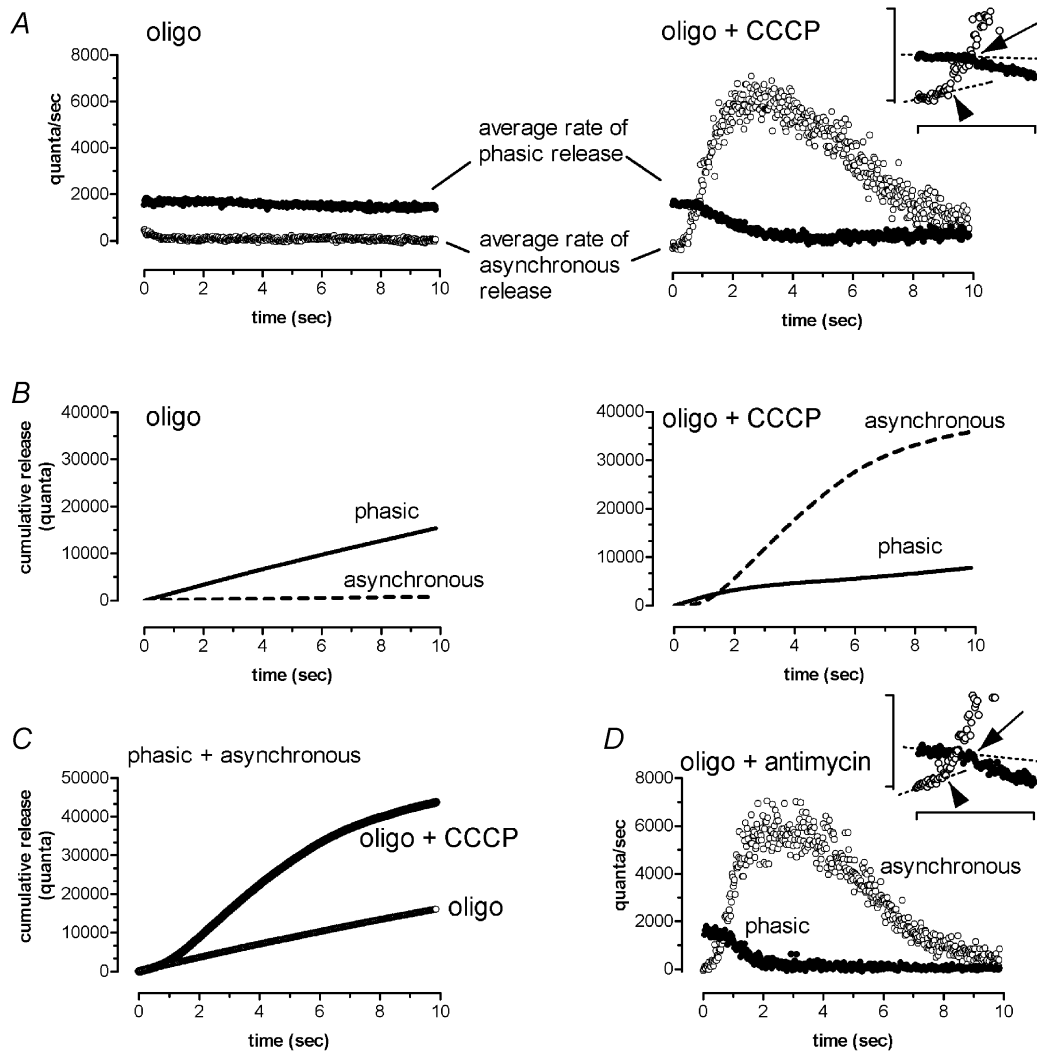 A
oligo
oligo + CCCP
quanta/sec
8000
6000
4000
2000
0
0 2 4 6 8 10
time (sec)
average rate of
phasic release
average rate of
asynchronous
release
0 2 4 6 8 10
time (sec)
B
oligo
cumulative release
(quanta)
40000
30000
20000
10000
0
phasic
asynchronous
0 2 4 6 8 10
time (sec)
oligo + CCCP
40000
30000
20000
10000
0
asynchronous
phasic
0 2 4 6 8 10
time (sec)
C
phasic + asynchronous
cumulative release
(quanta)
50000
40000
30000
20000
10000
0
oligo + CCCP
oligo
0 2 4 6 8 10
time (sec)
D
oligo + antimycin
quanta/sec
8000
6000
4000
2000
0
asynchronous
phasic
0 2 4 6 8 10
time (sec)